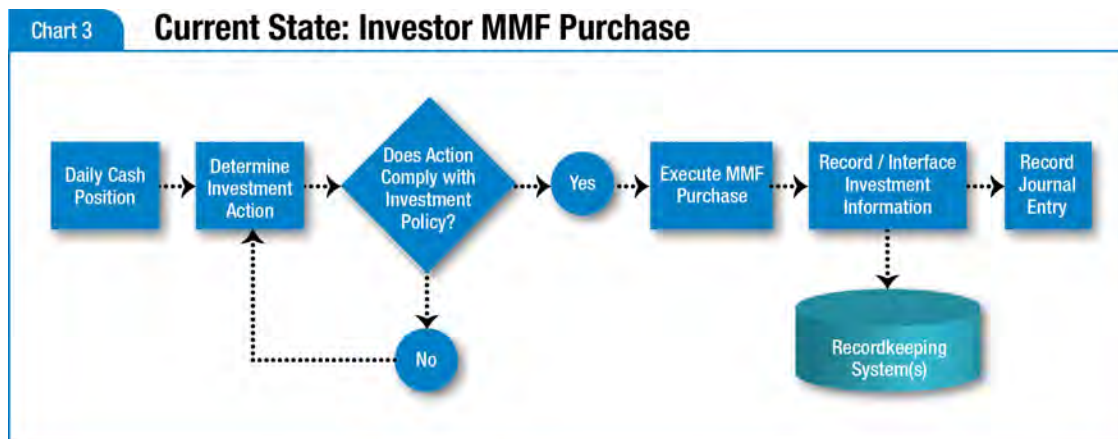 Chart 3
Current State: Investor MMF Purchase
Daily Cash
Position
Determine
Investment
Action
Does Action
Comply with
Investment
Policy?
Yes
Execute MMF
Purchase
Record / Interface
Investment
Information
Record
Journal
Entry
No
Recordkeeping
System(s)